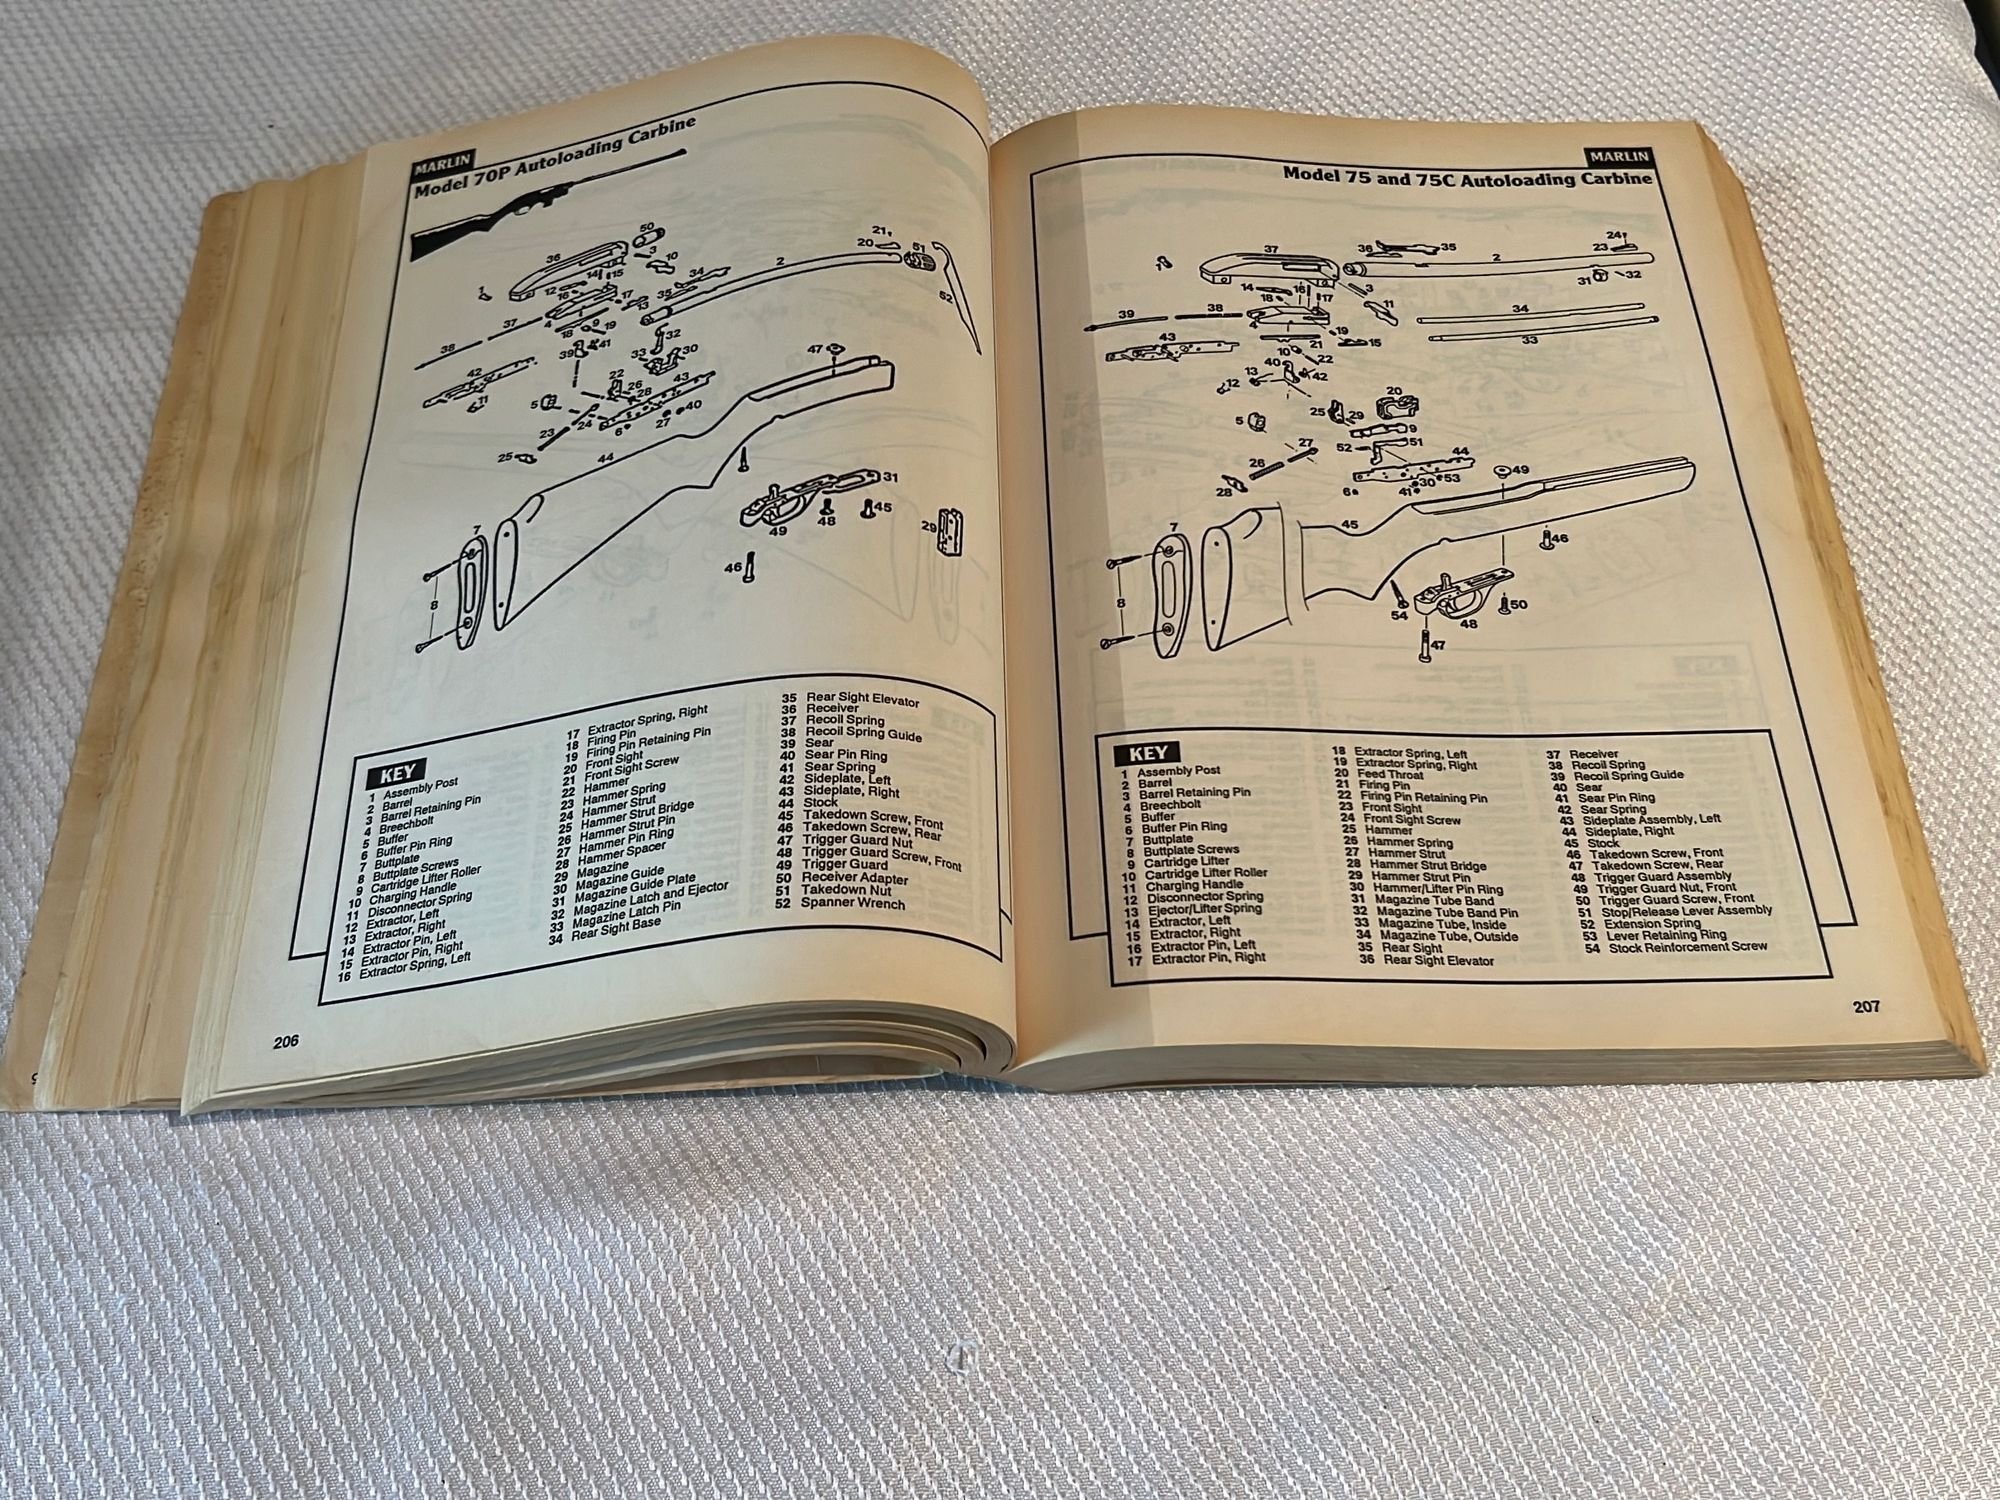 MARLIN
Model 70P Autoloading Carbine
KEY
1 Assembly Post
2 Barrel
3 Barrel Retaining Pin
4 Breechbolt
5 Buffer
6 Buffer Pin Ring
7 Buttplate
8 Buttplate Screws
9 Cartridge Lifter Roller
10 Charging Handle
11 Disconnector Spring
12 Extractor, Left
13 Extractor, Right
14 Extractor Pin, Left
15 Extractor Pin, Right
16 Extractor Spring, Left
17 Extractor Spring, Right
18 Firing Pin
19 Firing Pin Retaining Pin
20 Front Sight
21 Front Sight Screw
22 Hammer
23 Hammer Spring
24 Hammer Strut
25 Hammer Strut Bridge
26 Hammer Strut Pin
27 Hammer Pin Ring
28 Hammer Spacer
29 Magazine
30 Magazine Guide
31 Magazine Guide Plate
32 Magazine Latch and Ejector
33 Magazine Latch Pin
34 Rear Sight Base
35 Rear Sight Elevator
36 Receiver
37 Recoil Spring
38 Recoil Spring Guide
39 Sear
40 Sear Pin Ring
41 Sear Spring
42 Sideplate, Left
43 Sideplate, Right
44 Stock
45 Takedown Screw, Front
46 Takedown Screw, Rear
47 Trigger Guard Nut
48 Trigger Guard Screw, Front
49 Trigger Guard
50 Receiver Adapter
51 Takedown Nut
52 Spanner Wrench
206
MARLIN
Model 75 and 75C Autoloading Carbine
KEY
1 Assembly Post
2 Barrel
3 Barrel Retaining Pin
4 Breechbolt
5 Buffer
6 Buffer Pin Ring
7 Buttplate
8 Buttplate Screws
9 Cartridge Lifter
10 Cartridge Lifter Roller
11 Charging Handle
12 Disconnector Spring
13 Ejector/Lifter Spring
14 Extractor, Left
15 Extractor, Right
16 Extractor Pin, Left
17 Extractor Pin, Right
18 Extractor Spring, Left
19 Extractor Spring, Right
20 Feed Throat
21 Firing Pin
22 Firing Pin Retaining Pin
23 Front Sight
24 Front Sight Screw
25 Hammer
26 Hammer Spring
27 Hammer Strut
28 Hammer Strut Bridge
29 Hammer Strut Pin
30 Hammer/Lifter Pin Ring
31 Magazine Tube Band
32 Magazine Tube Band Pin
33 Magazine Tube, Inside
34 Magazine Tube, Outside
35 Rear Sight
36 Rear Sight Elevator
37 Receiver
38 Recoil Spring
39 Recoil Spring Guide
40 Sear
41 Sear Pin Ring
42 Sear Spring
43 Sideplate Assembly, Left
44 Sideplate, Right
45 Stock
46 Takedown Screw, Front
47 Takedown Screw, Rear
48 Trigger Guard Assembly
49 Trigger Guard Nut, Front
50 Trigger Guard Screw, Front
51 Stop/Release Lever Assembly
52 Extension Spring
53 Lever Retaining Ring
54 Stock Reinforcement Screw
207